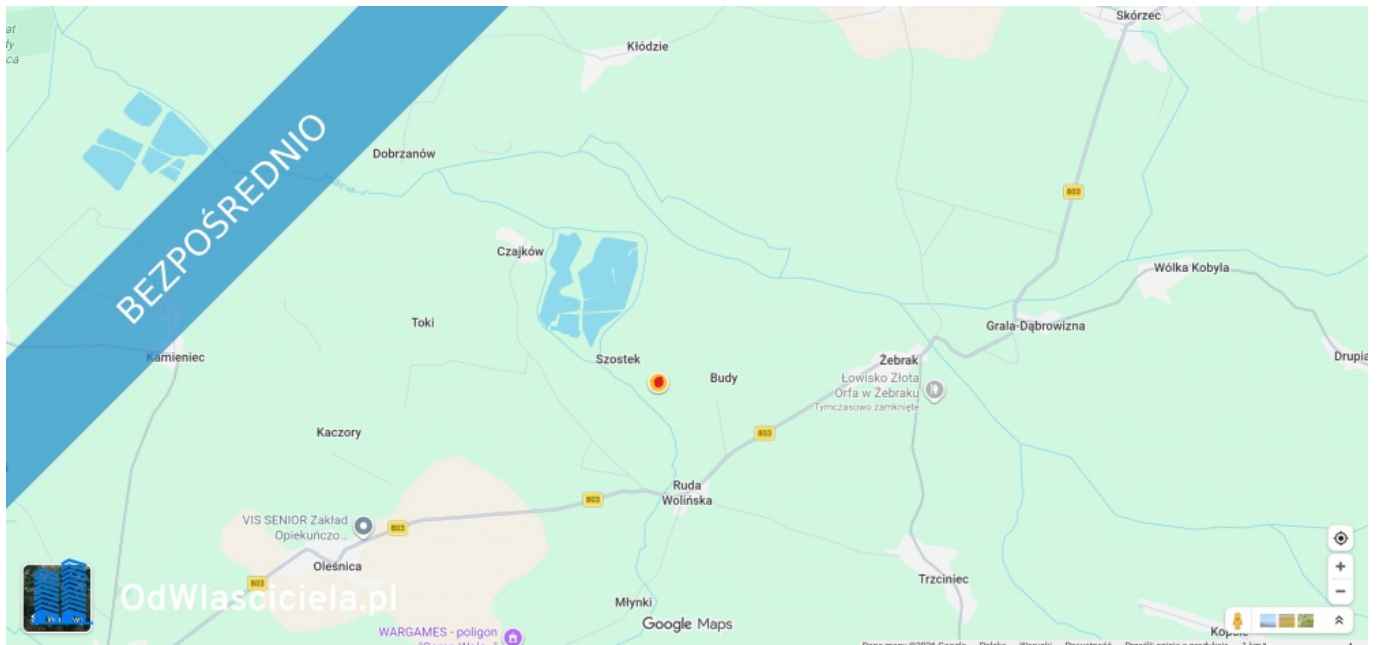 Skórzec
Kłódzie
BEZPOŚREDNIO
Dobrzanów
803
Czajków
Wólka Kobyla
Toki
Grala-Dąbrowizna
Kamieniec
Szostek
Żebrak
Budy
Łowisko Złota
Orfa w Żebraku
Tymczasowo zamknięte
Kaczory
803
Ruda
Wolińska
803
VIS SENIOR Zakład
Opiekuńczo...
803
Oleśnica
803
Trzciniec
OdWlasciciela.pl
Młynki
Google Maps
WARGAMES - poligon